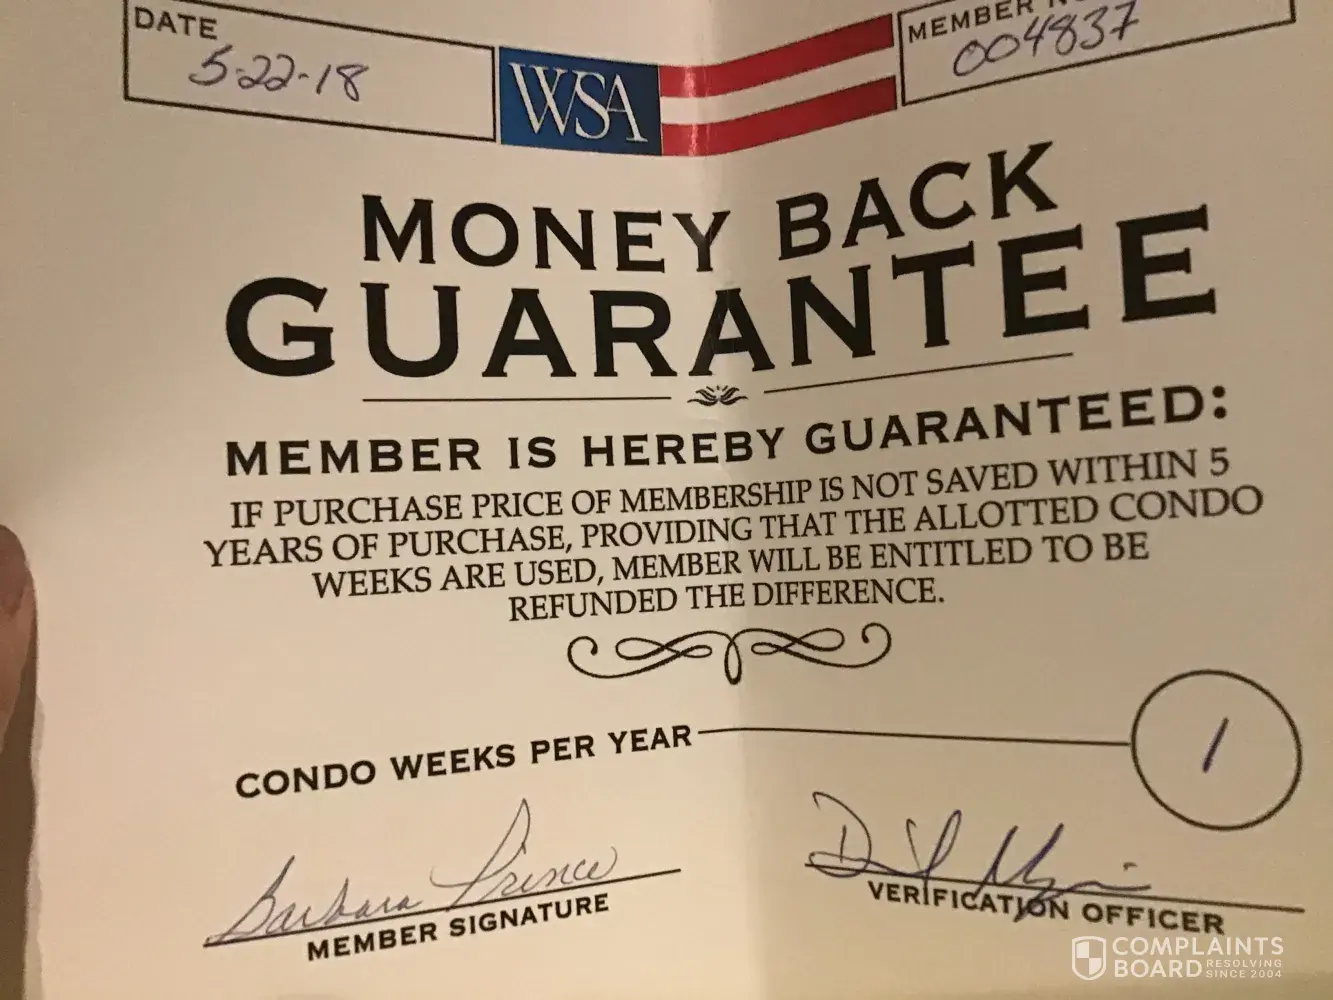 DATE
5-22-18
WSA
MEMBER
004837
MONEY BACK
GUARANTEE
MEMBER IS HEREBY GUARANTEED:
IF PURCHASE PRICE OF MEMBERSHIP IS NOT SAVED WITHIN 5
YEARS OF PURCHASE, PROVIDING THAT THE ALLOTTED CONDO
WEEKS ARE USED, MEMBER WILL BE ENTITLED TO BE
REFUNDED THE DIFFERENCE.
CONDO WEEKS PER YEAR
1
Barbara Prince
MEMBER SIGNATURE
VERIFICATION OFFICER
COMPLAINTS
BOARD RESOLVING
SINCE 2004